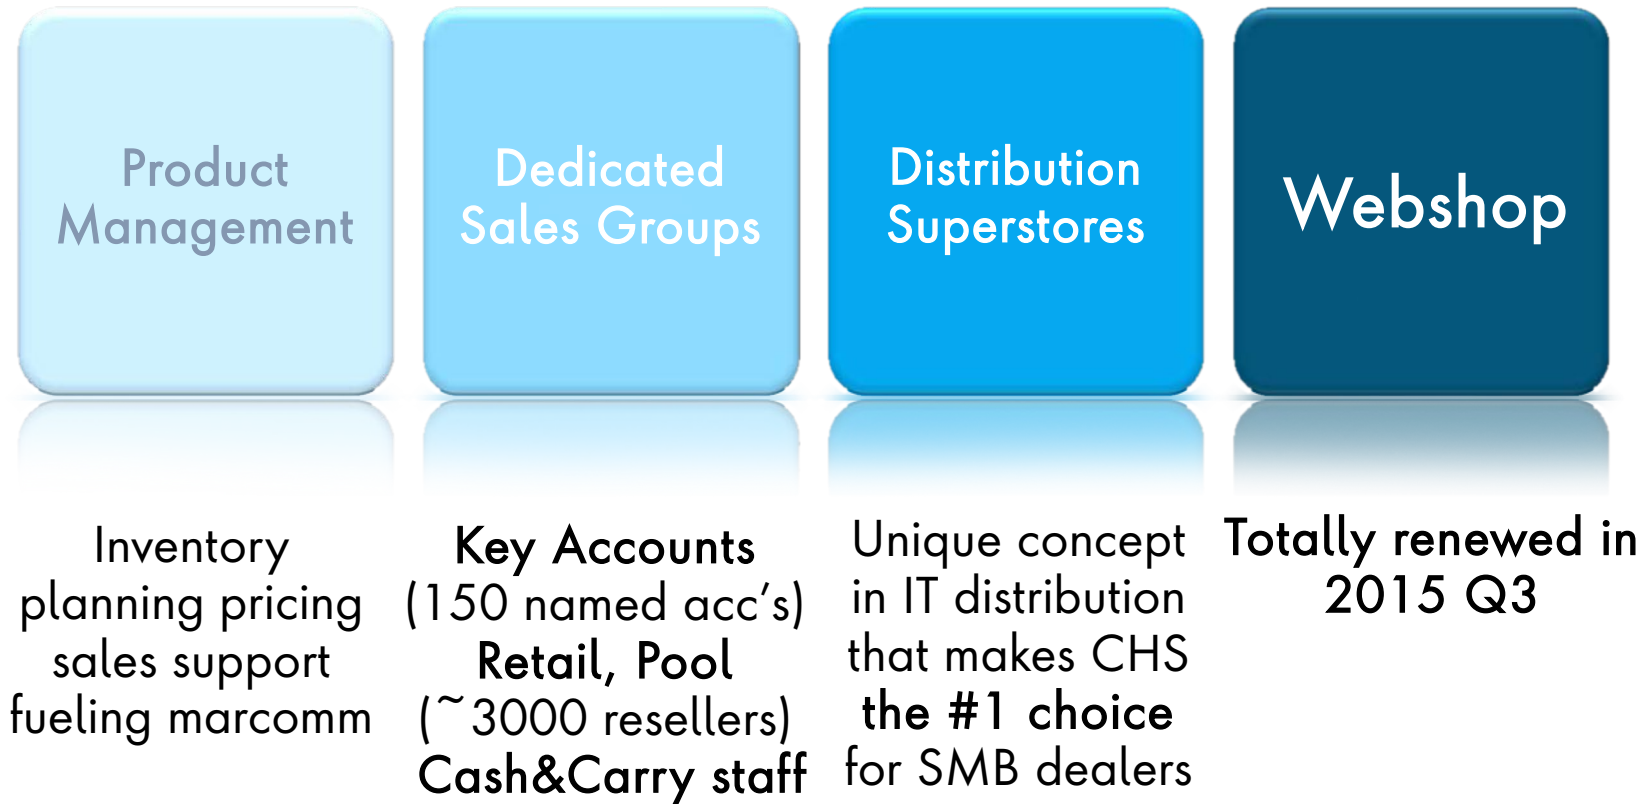 Product
Management
Dedicated
Sales Groups
Distribution
Superstores
Webshop
Inventory
planning pricing
sales support
fueling marcomm
Key Accounts
(150 named acc’s)
Retail, Pool
(~3000 resellers)
Cash&Carry staff
Unique concept
in IT distribution
that makes CHS
the #1 choice
for SMB dealers
Totally renewed in
2015 Q3